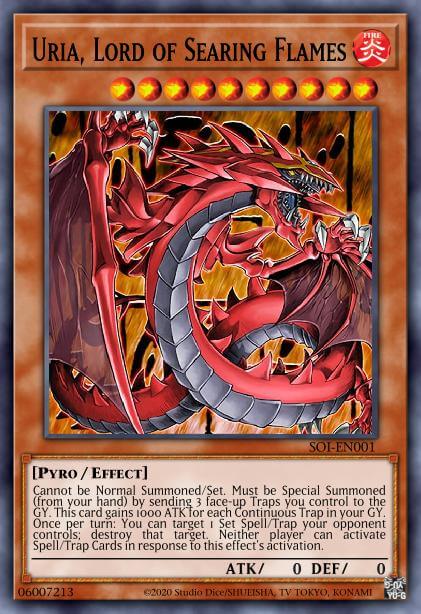 URIA, LORD OF SEARING FLAMES
FIRE
炎
SOI-EN001
[PYRO / EFFECT]
Cannot be Normal Summoned/Set. Must be Special Summoned
(from your hand) by sending 3 face-up Traps you control to the
GY. This card gains 1000 ATK for each Continuous Trap in your GY.
Once per turn: You can target 1 Set Spell/Trap your opponent
controls; destroy that target. Neither player can activate
Spell/Trap Cards in response to this effect's activation.
ATK/ 0 DEF/ 0
06007213
©2020 Studio Dice/SHUEISHA, TV TOKYO, KONAMI